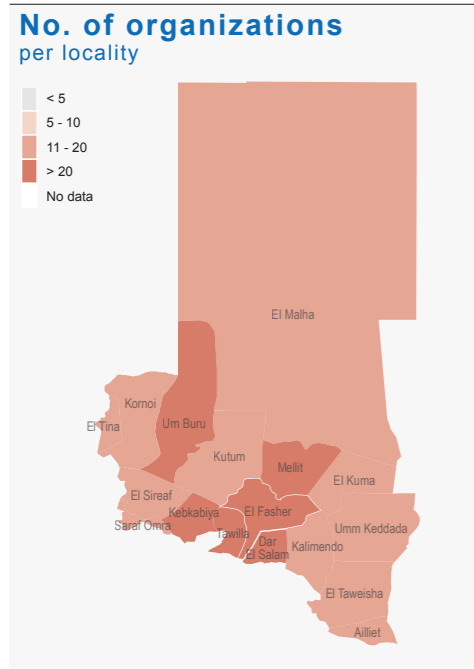 No. of organizations
per locality
< 5
5 - 10
11 - 20
> 20
No data
El Malha
Kornoi
El Tina
Um Buru
Kutum
Mellit
El Kuma
El Sireaf
Kebkabiya
El Fasher
Saraf Omra
Tawilla
Umm Keddada
Dar
El Salam
Kalimendo
El Taweisha
Ailliet